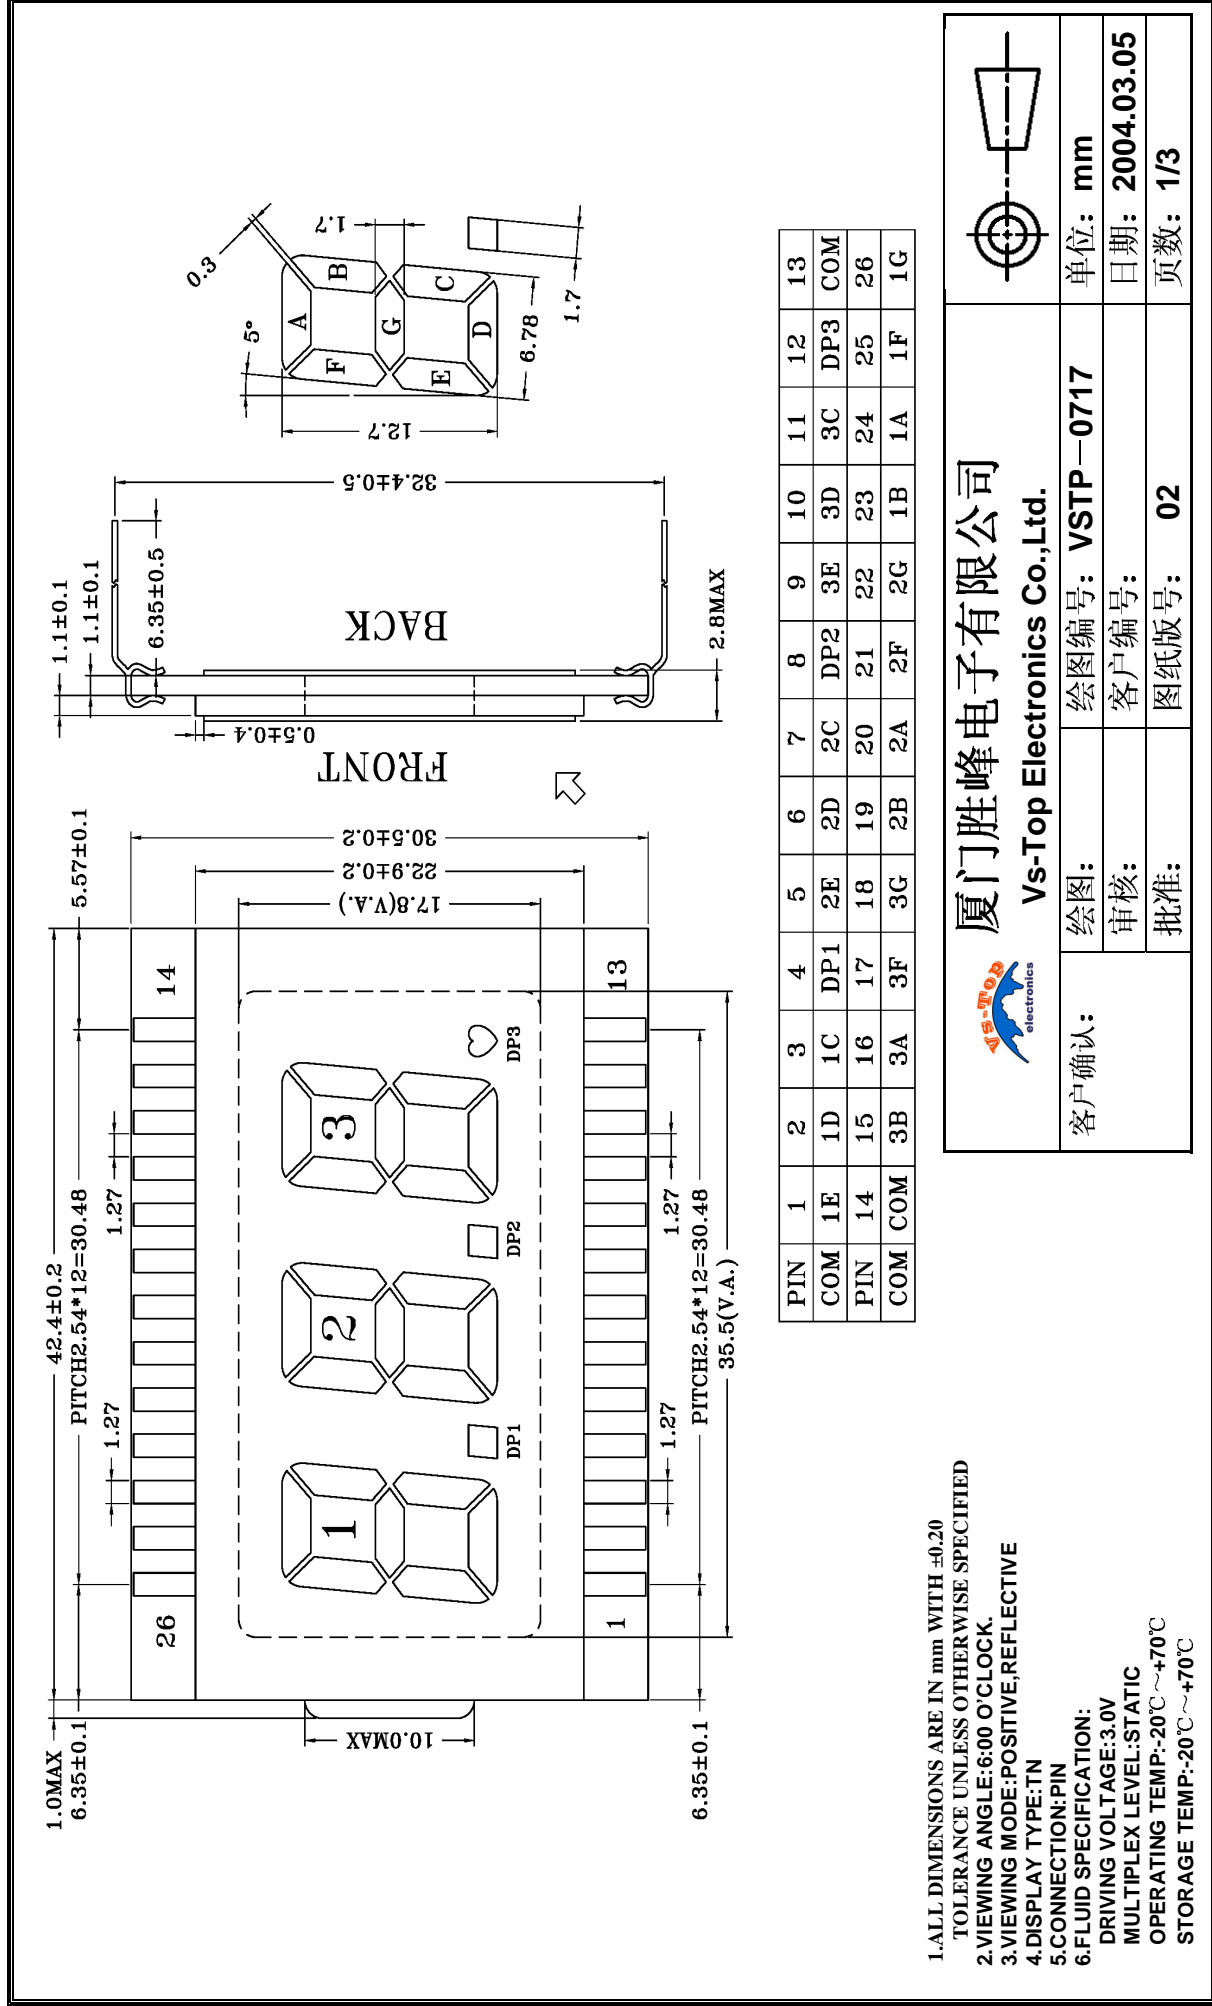 42.4±0.2
PITCH2.54*12=30.48
1.0MAX
6.35±0.1
5.57±0.1
1.27
1.27
26
14
1
2
3
DP1
DP2
DP3
1
13
10.0MAX
17.8(V.A.)
22.9±0.2
30.5±0.2
1.27
1.27
6.35±0.1
PITCH2.54*12=30.48
35.5(V.A.)
FRONT
BACK
0.5±0.4
1.1±0.1
1.1±0.1
6.35±0.5
2.8MAX
32.4±0.5
12.7
5°
0.3
1.7
A
B
C
D
E
F
G
6.78
1.7
PIN 1 2 3 4 5 6 7 8 9 10 11 12 13
COM 1E 1D 1C DP1 2E 2D 2C DP2 3E 3D 3C DP3 COM
PIN 14 15 16 17 18 19 20 21 22 23 24 25 26
COM COM 3B 3A 3F 3G 2B 2A 2F 2G 1B 1A 1F 1G
1.ALL DIMENSIONS ARE IN mm WITH ±0.20
TOLERANCE UNLESS OTHERWISE SPECIFIED
2.VIEWING ANGLE:6:00 O'CLOCK.
3.VIEWING MODE:POSITIVE,REFLECTIVE
4.DISPLAY TYPE:TN
5.CONNECTION:PIN
6.FLUID SPECIFICATION:
DRIVING VOLTAGE:3.0V
MULTIPLEX LEVEL:STATIC
OPERATING TEMP:-20℃～+70℃
STORAGE TEMP:-20℃～+70℃
Vs-Top
electronics
厦门胜峰电子有限公司
Vs-Top Electronics Co.,Ltd.
客户确认：
绘图：
绘图编号：VSTP—0717
单位：mm
审核：
客户编号：
日期：2004.03.05
批准：
图纸版号：02
页数：1/3